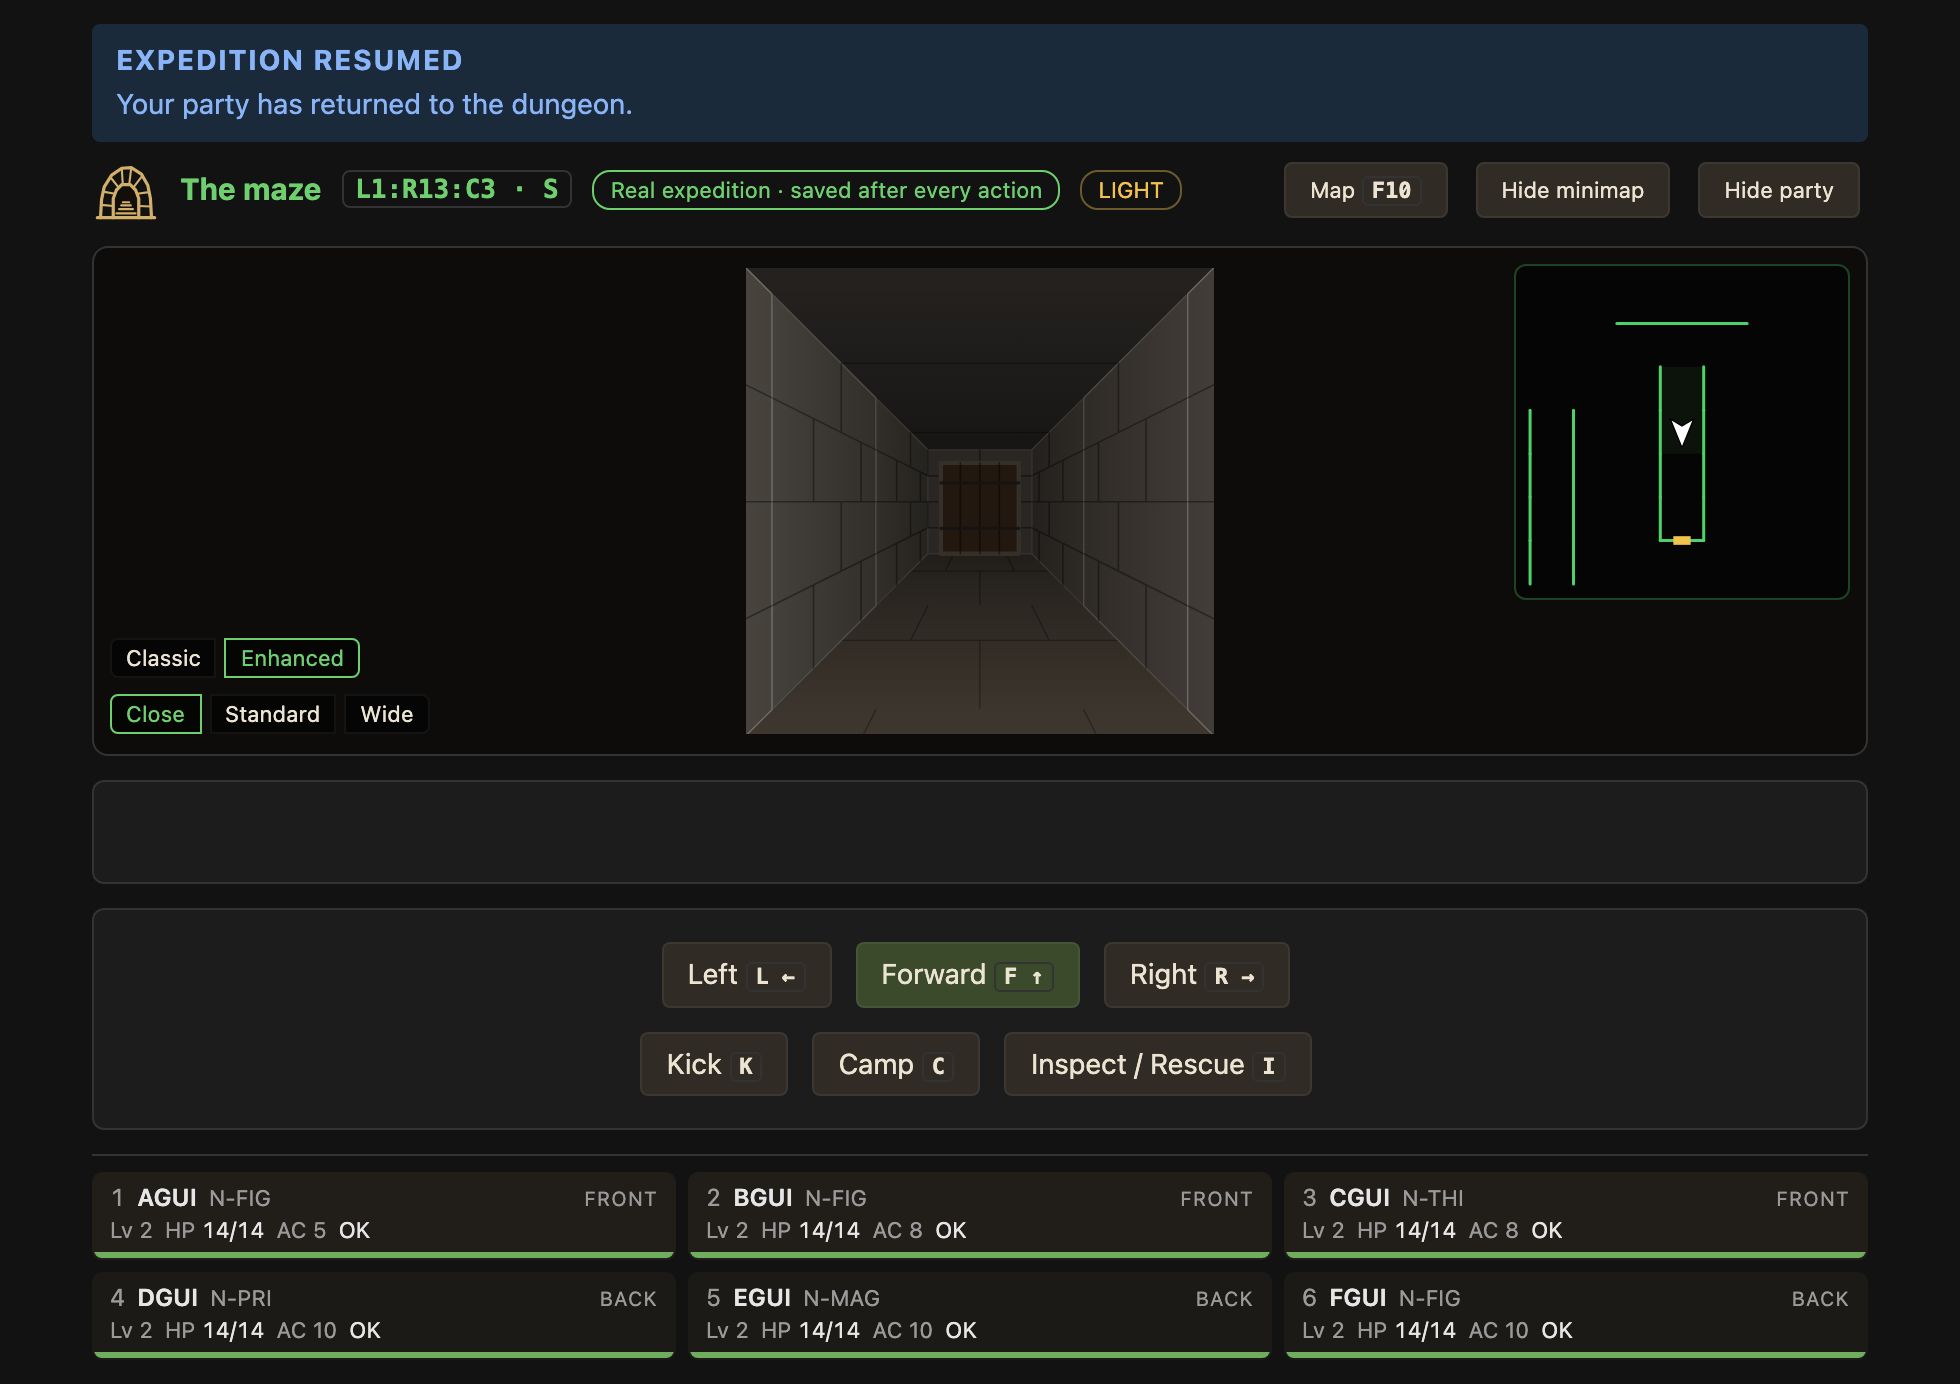 EXPEDITION RESUMED
Your party has returned to the dungeon.
The maze L1:R13:C3 · S Real expedition · saved after every action LIGHT Map F10 Hide minimap Hide party
Classic Enhanced
Close Standard Wide
Left L ← Forward F ↑ Right R →
Kick K Camp C Inspect / Rescue I
1 AGUI N-FIG FRONT
Lv 2 HP 14/14 AC 5 OK
2 BGUI N-FIG FRONT
Lv 2 HP 14/14 AC 8 OK
3 CGUI N-THI FRONT
Lv 2 HP 14/14 AC 8 OK
4 DGUI N-PRI BACK
Lv 2 HP 14/14 AC 10 OK
5 EGUI N-MAG BACK
Lv 2 HP 14/14 AC 10 OK
6 FGUI N-FIG BACK
Lv 2 HP 14/14 AC 10 OK